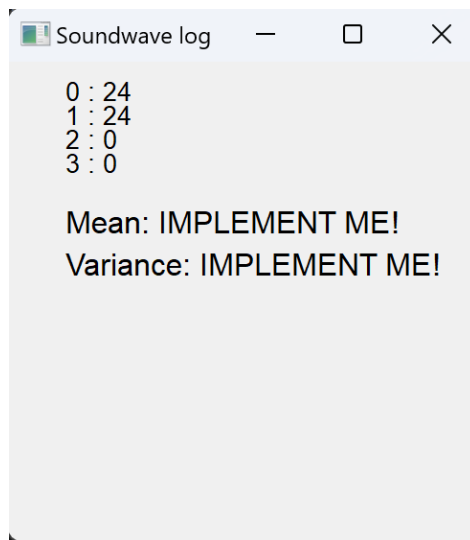 Soundwave log
0 : 24
1 : 24
2 : 0
3 : 0
Mean: IMPLEMENT ME!
Variance: IMPLEMENT ME!